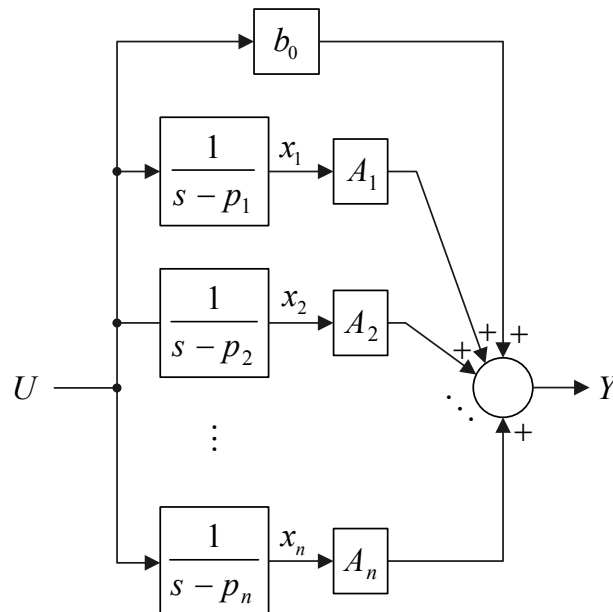 b₀
1
s − p₁
x₁
A₁
1
s − p₂
x₂
A₂
+ + +
U
Y
⋱
+
⋮
1
s − pₙ
xₙ
Aₙ